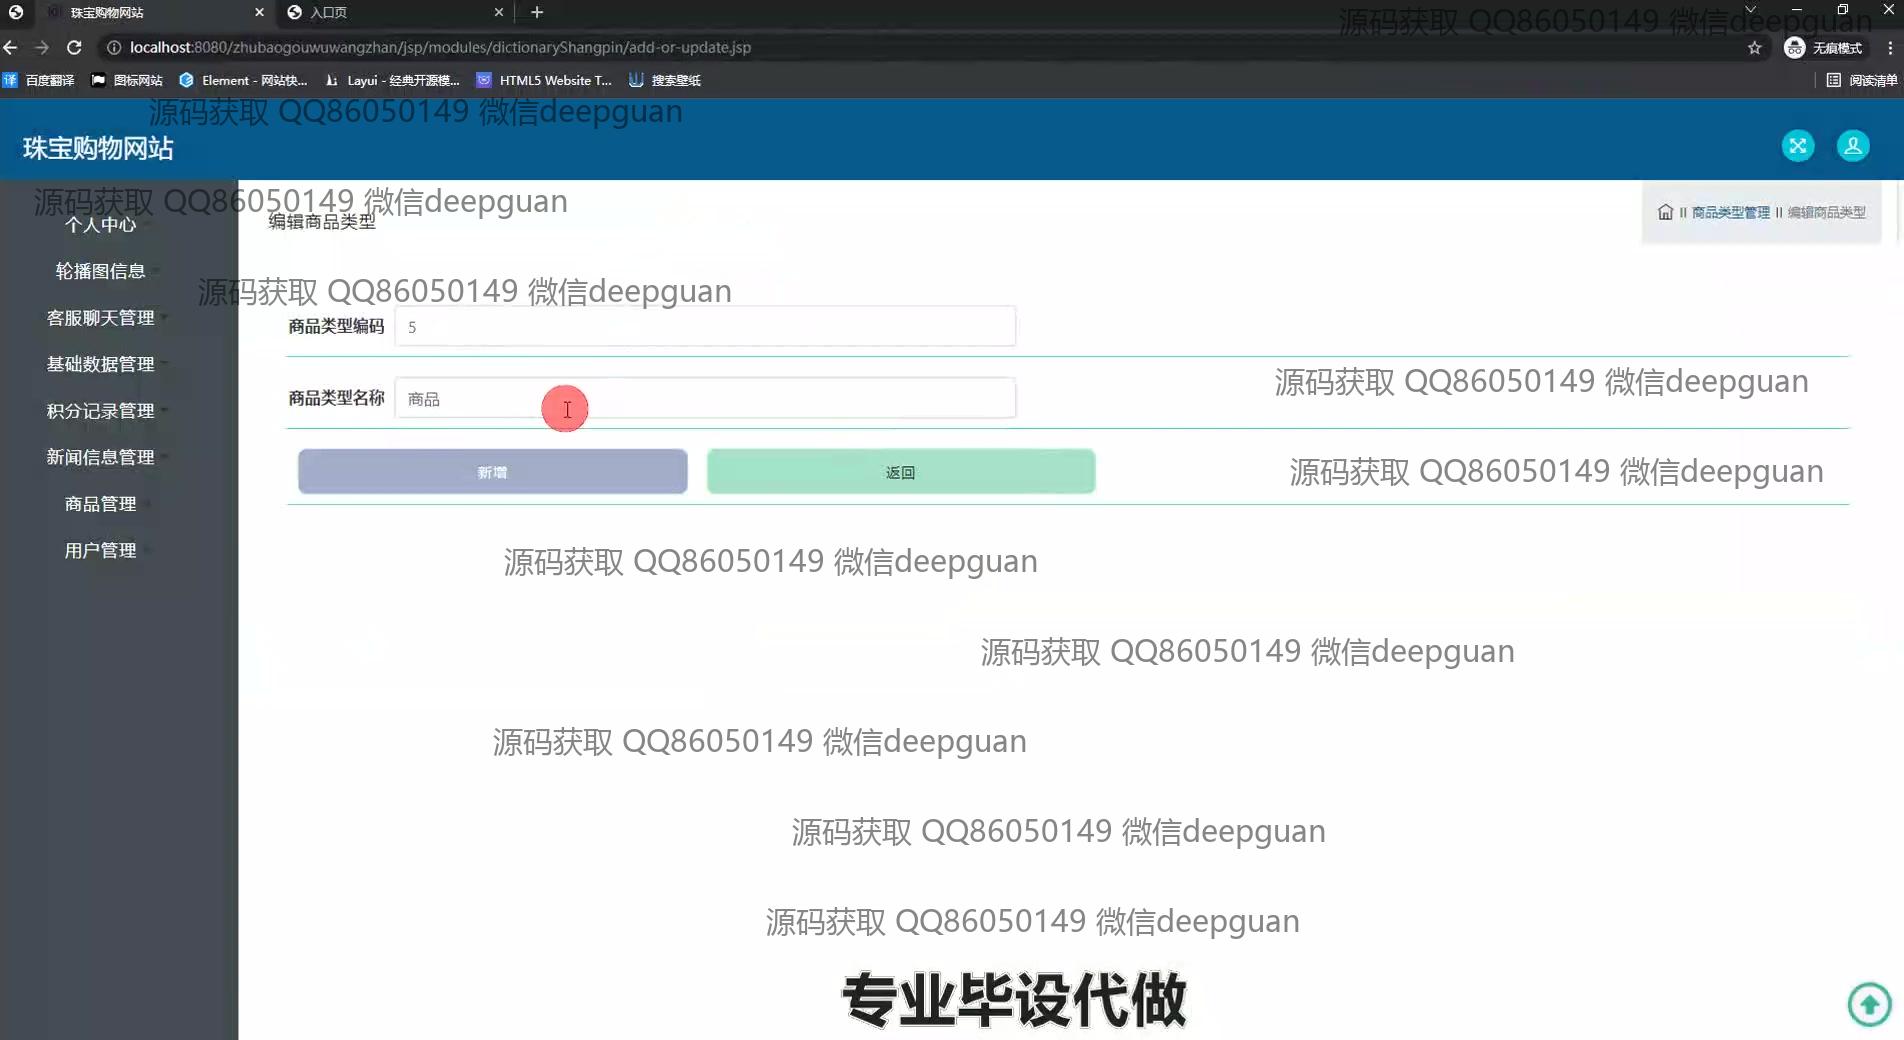 珠宝购物网站
入口页
源码获取 QQ86050149 微信deepguan
localhost:8080/zhubaogouwuwangzhan/jsp/modules/dictionaryShangpin/add-or-update.jsp
无痕模式
百度翻译
图标网站
Element - 网站快...
Layui - 经典开源模...
HTML5 Website T...
搜索壁纸
阅读清单
源码获取 QQ86050149 微信deepguan
珠宝购物网站
源码获取 QQ86050149 微信deepguan
个人中心
编辑商品类型
商品类型管理
编辑商品类型
轮播图信息
源码获取 QQ86050149 微信deepguan
客服聊天管理
商品类型编码
5
基础数据管理
源码获取 QQ86050149 微信deepguan
商品类型名称
商品
积分记录管理
新闻信息管理
新增
返回
源码获取 QQ86050149 微信deepguan
商品管理
用户管理
源码获取 QQ86050149 微信deepguan
源码获取 QQ86050149 微信deepguan
源码获取 QQ86050149 微信deepguan
源码获取 QQ86050149 微信deepguan
源码获取 QQ86050149 微信deepguan
专业毕设代做